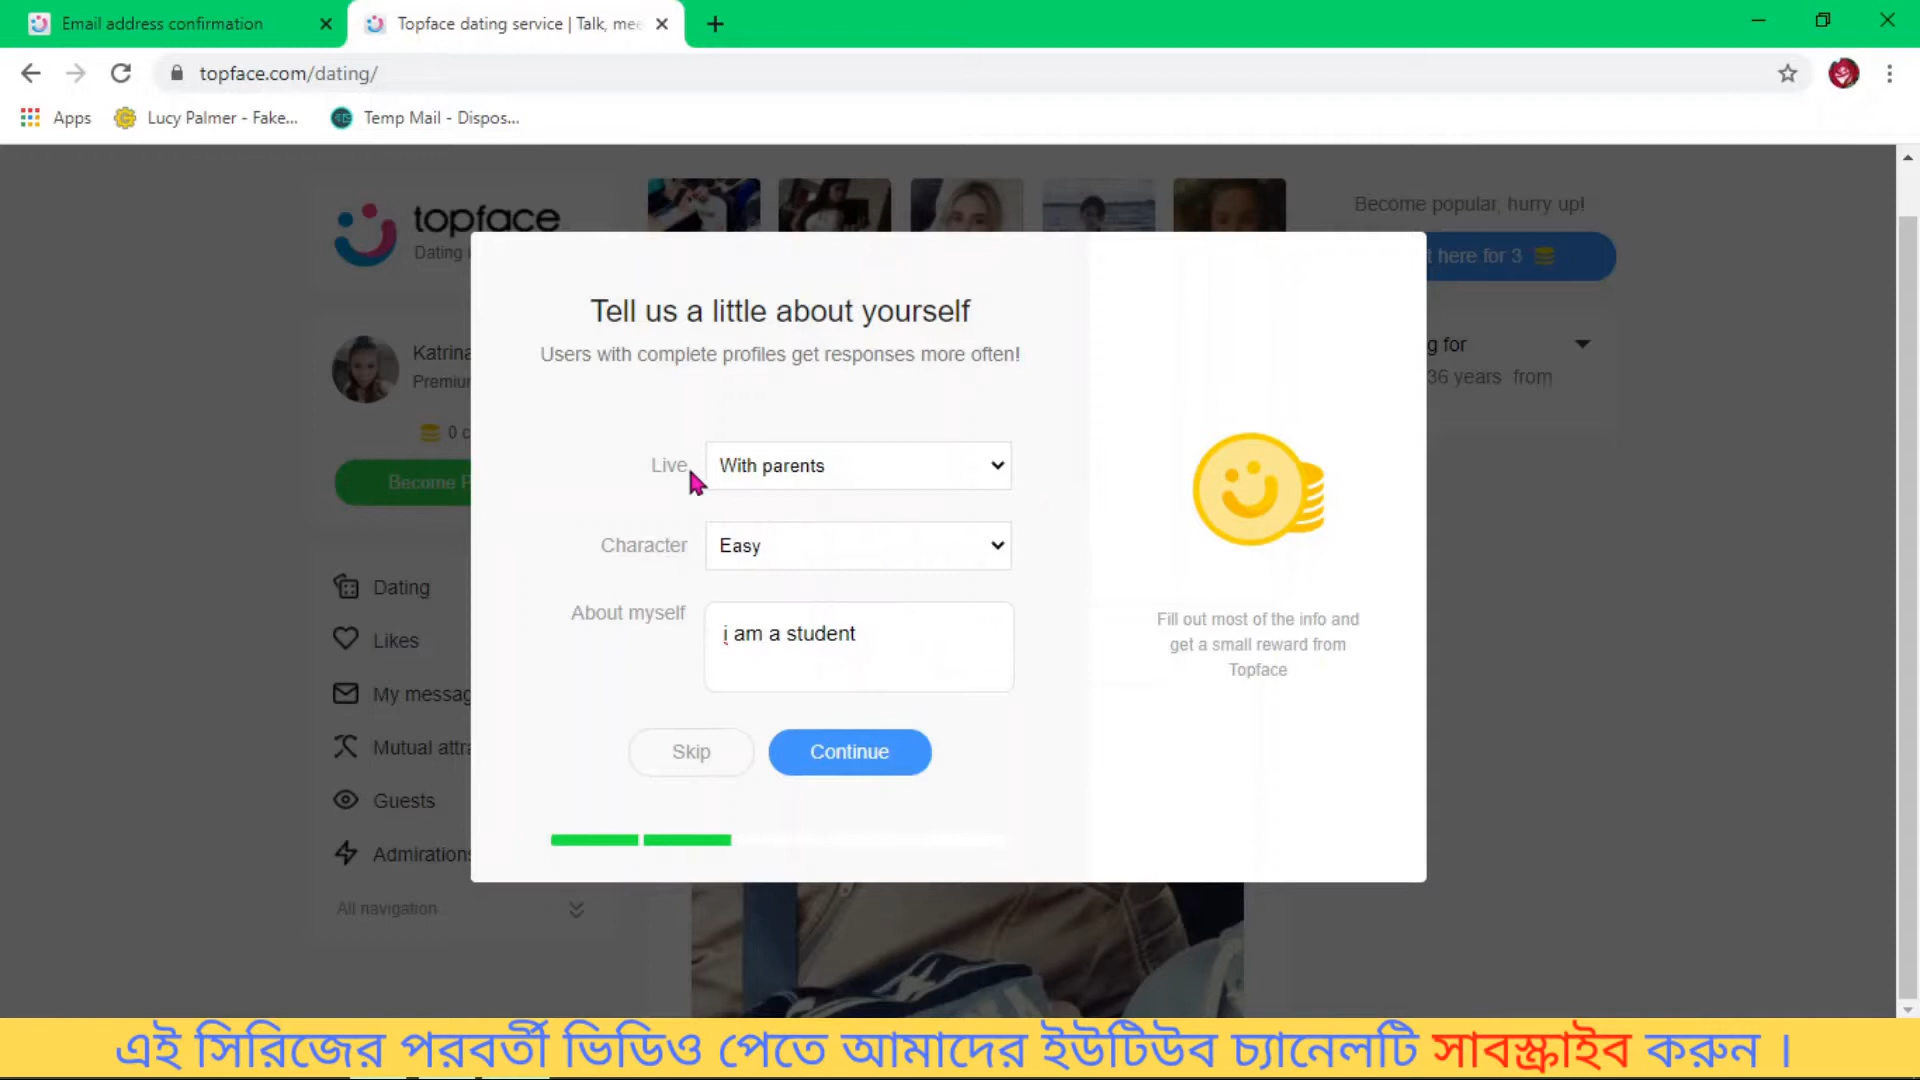 Email address confirmation
Topface dating service | Talk, mee
topface.com/dating/
Apps
Lucy Palmer - Fake...
Temp Mail - Dispos...
topface
Dating
Become popular, hurry up!
here for 3
Katrina
Premiu
0 c
Become P
g for
36 years from
Dating
Likes
My messag
Mutual attra
Guests
Admirations
All navigation
Tell us a little about yourself
Users with complete profiles get responses more often!
Live
With parents
Character
Easy
About myself
i am a student
Skip
Continue
Fill out most of the info and
get a small reward from
Topface
এই সিরিজের পরবর্তী ভিডিও পেতে আমাদের ইউটিউব চ্যানেলটি সাবস্ক্রাইব করুন ।